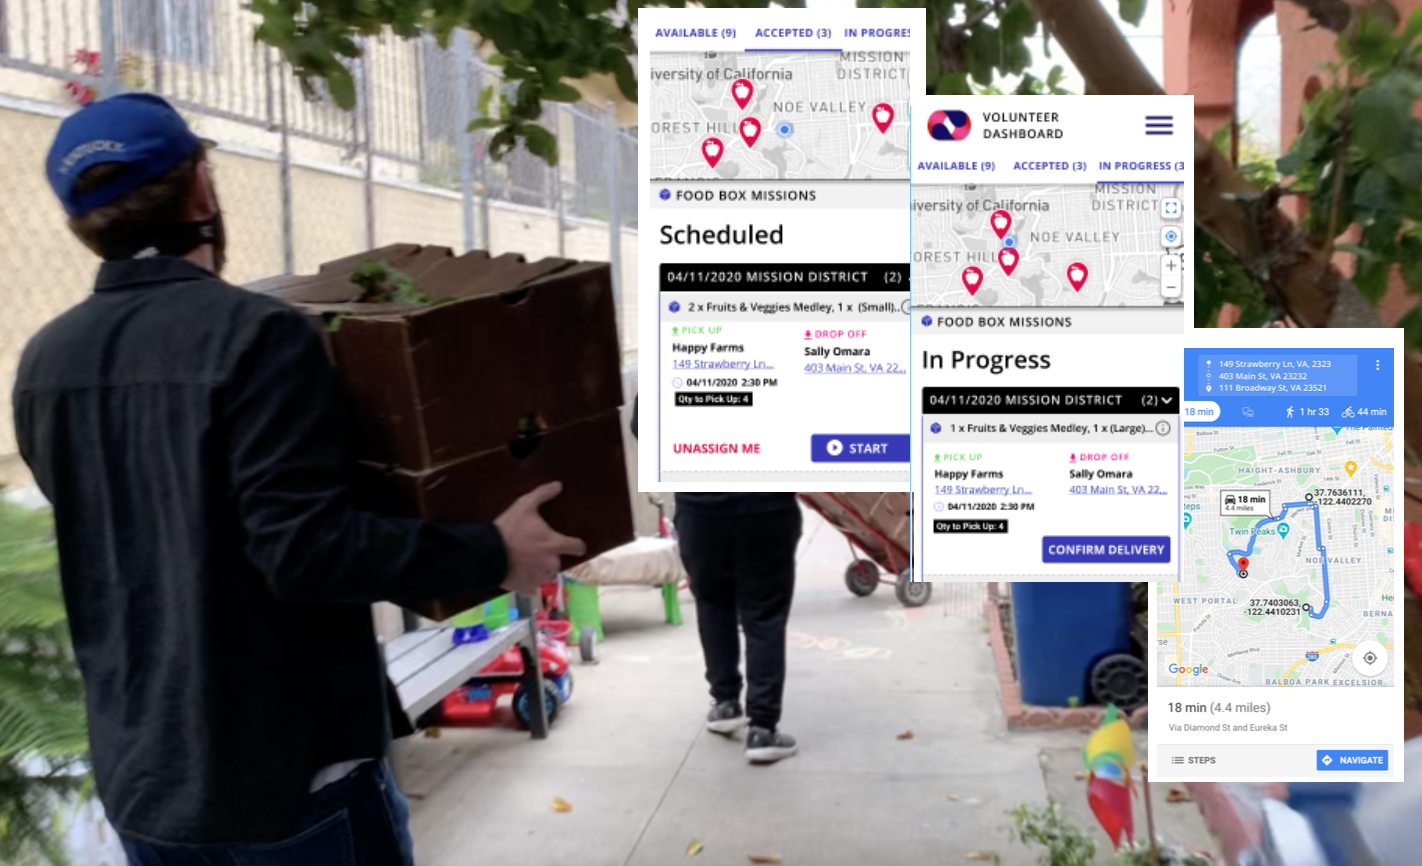 AVAILABLE (9) ACCEPTED (3) IN PROGRES
MISSION
iversity of California DISTRICT
NOE VALLEY
OREST HILL
FOOD BOX MISSIONS
Scheduled
04/11/2020 MISSION DISTRICT (2)
2 x Fruits & Veggies Medley, 1 x (Small)..
PICK UP DROP OFF
Happy Farms Sally Omara
149 Strawberry Ln... 403 Main St, VA 22...
04/11/2020 2:30 PM
Qty to Pick Up: 4
UNASSIGN ME START
VOLUNTEER
DASHBOARD
AVAILABLE (9) ACCEPTED (3) IN PROGRESS (3
MISSION
iversity of California DISTRICT
NOE VALLEY
OREST HILL
FOOD BOX MISSIONS
In Progress
04/11/2020 MISSION DISTRICT (2)
1 x Fruits & Veggies Medley, 1 x (Large)...
PICK UP DROP OFF
Happy Farms Sally Omara
149 Strawberry Ln... 403 Main St, VA 22...
04/11/2020 2:30 PM
Qty to Pick Up: 4
CONFIRM DELIVERY
149 Strawberry Ln, VA, 2323
403 Main St, VA 23232
111 Broadway St, VA 23521
18 min 1 hr 33 44 min
The Painted
HAIGHT-ASHBURY
37.7636111,
-122.4402270
18 min
4.4 miles
Twin Peaks
NOE VALLEY
WEST PORTAL
37.7403063,
-122.4410231
BERNA
Google
BALBOA PARK EXCELSIOR
18 min (4.4 miles)
Via Diamond St and Eureka St
STEPS NAVIGATE